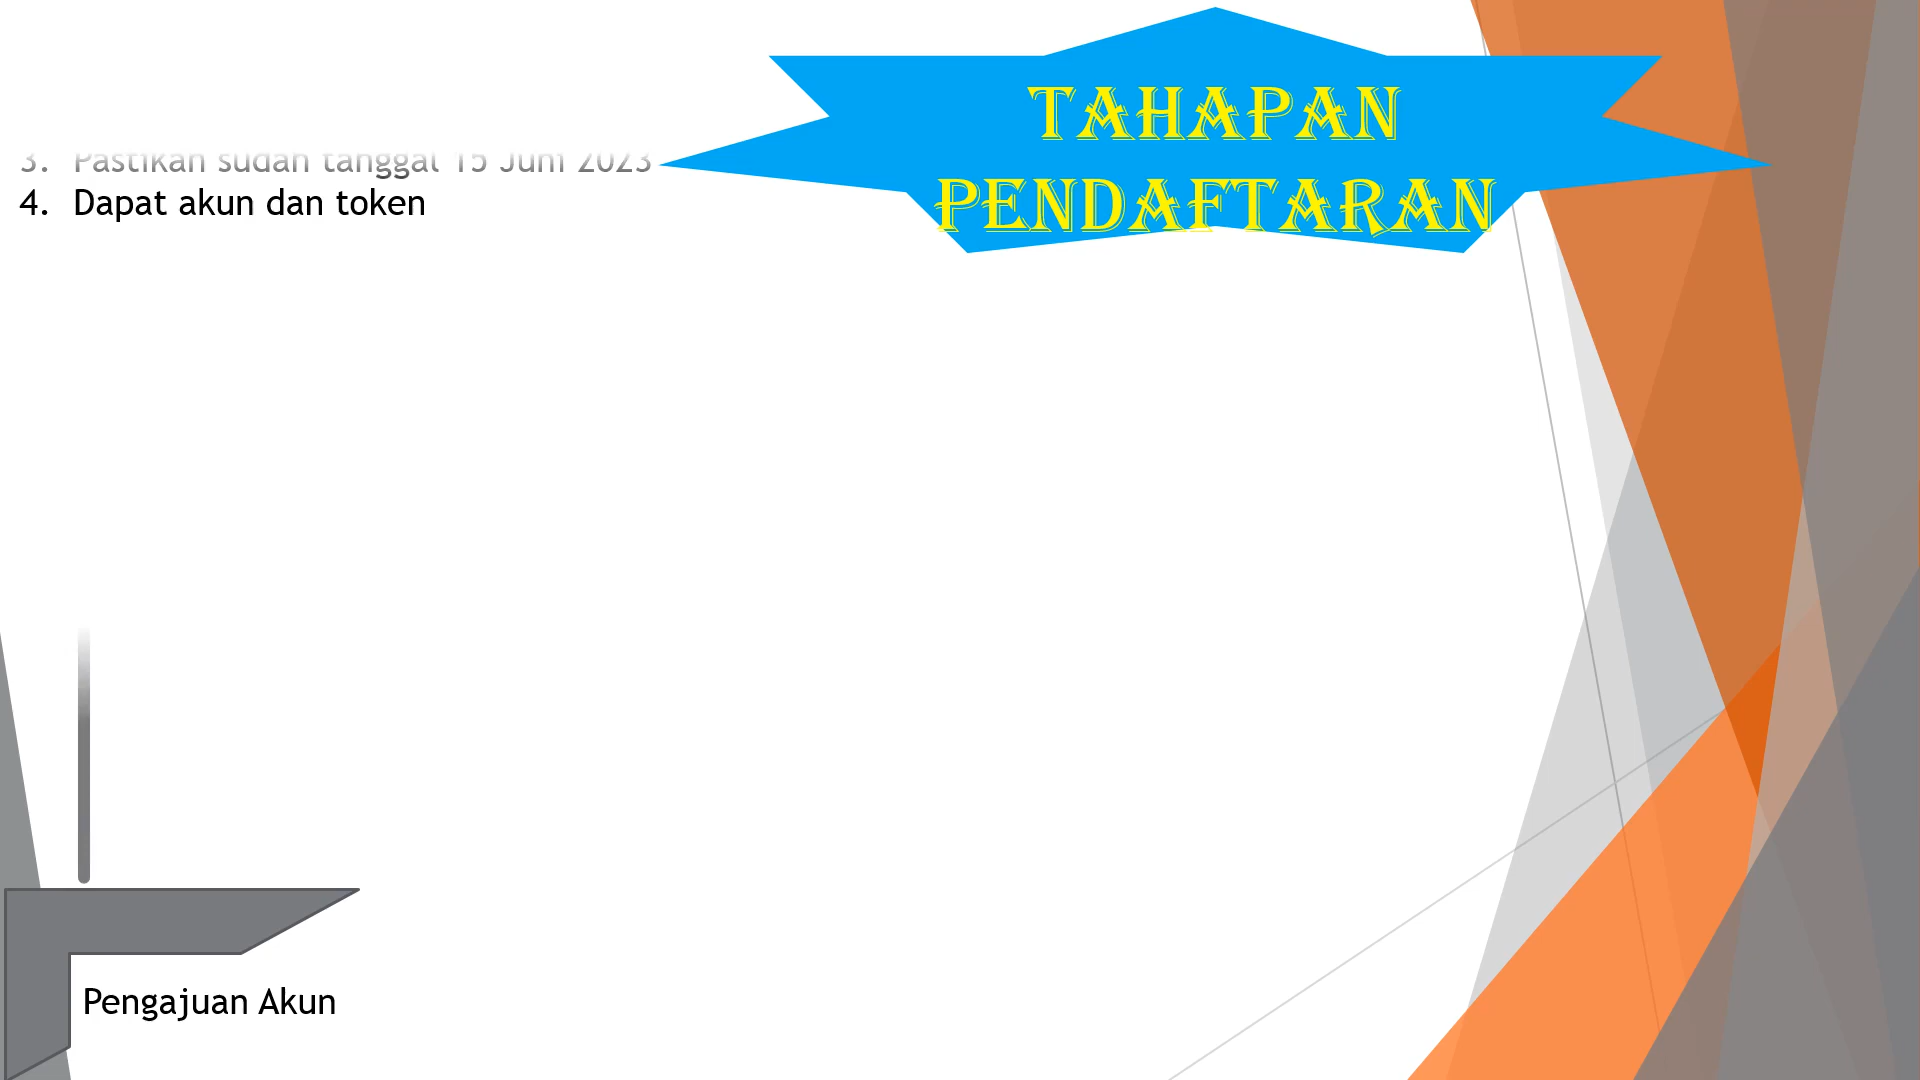 TAHAPAN
PENDAFTARAN
3. Pastikan sudah tanggal 15 Juni 2023
4. Dapat akun dan token
Pengajuan Akun